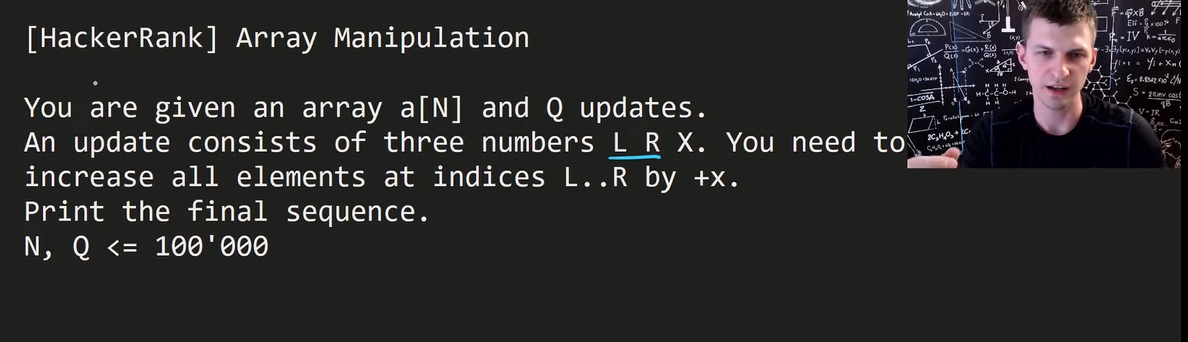 [HackerRank] Array Manipulation
You are given an array a[N] and Q updates.
An update consists of three numbers L R X. You need to
increase all elements at indices L..R by +x.
Print the final sequence.
N, Q <= 100'000